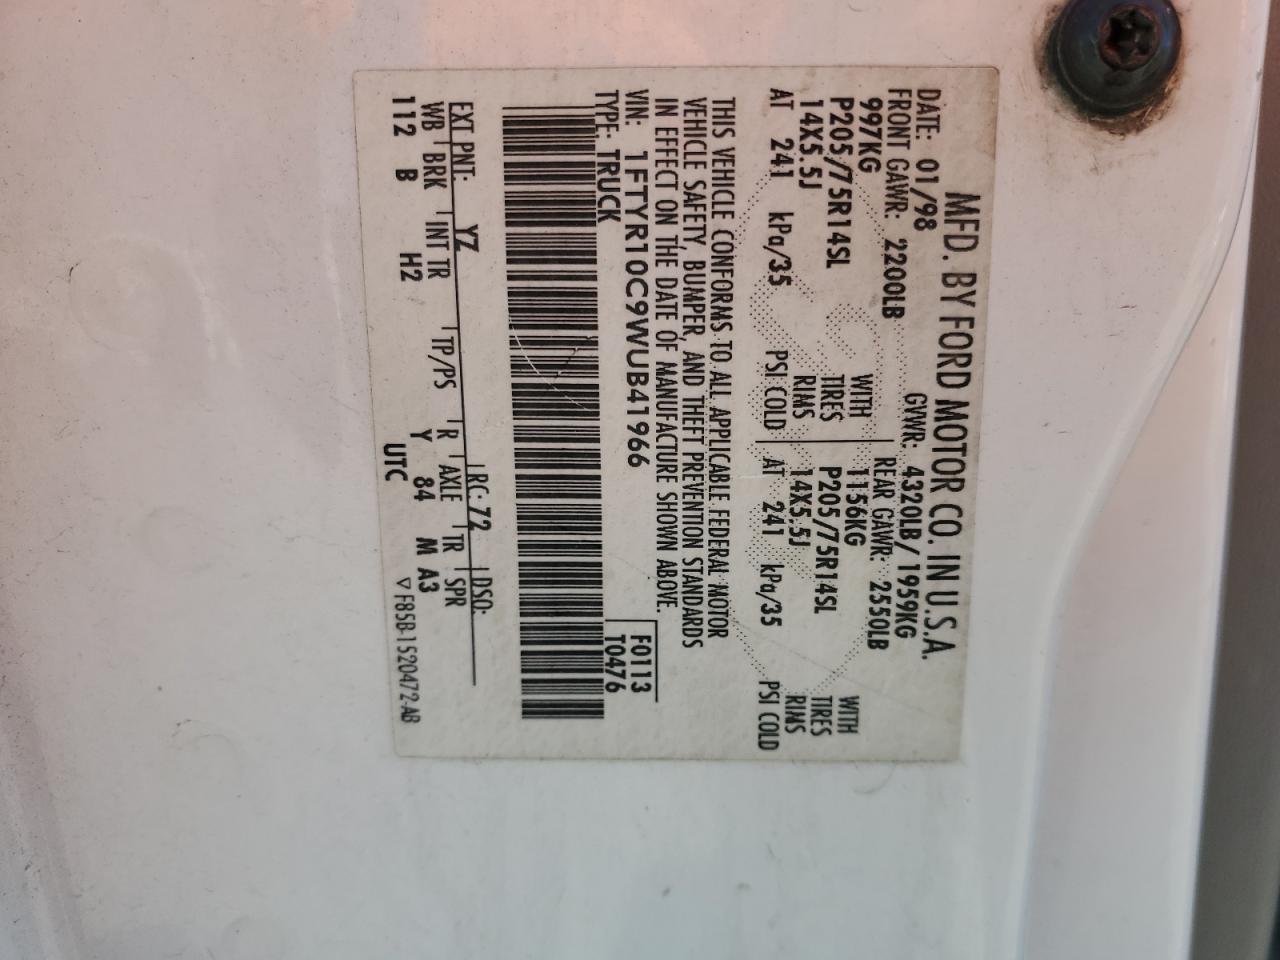 MFD. BY FORD MOTOR CO. IN U.S.A.
DATE: 01/98 GVWR: 4320LB/ 1959KG
FRONT GAWR: 2200LB REAR GAWR: 2550LB
997KG WITH 1156KG WITH
P205/75R14SL TIRES P205/75R14SL TIRES
14X5.5J RIMS 14X5.5J RIMS
AT 241 kPa/35 PSI COLD AT 241 kPa/35 PSI COLD
THIS VEHICLE CONFORMS TO ALL APPLICABLE FEDERAL MOTOR
VEHICLE SAFETY, BUMPER, AND THEFT PREVENTION STANDARDS
IN EFFECT ON THE DATE OF MANUFACTURE SHOWN ABOVE.
VIN: 1FTYR10C9WUB41966 F0113
TYPE: TRUCK T0476
EXT PNT: YZ RC: 72 DSO:
WB BRK INT TR TP/PS R AXLE TR SPR
112 B H2 Y 84 M A3
UTC ▽ F85B-1520472-AB